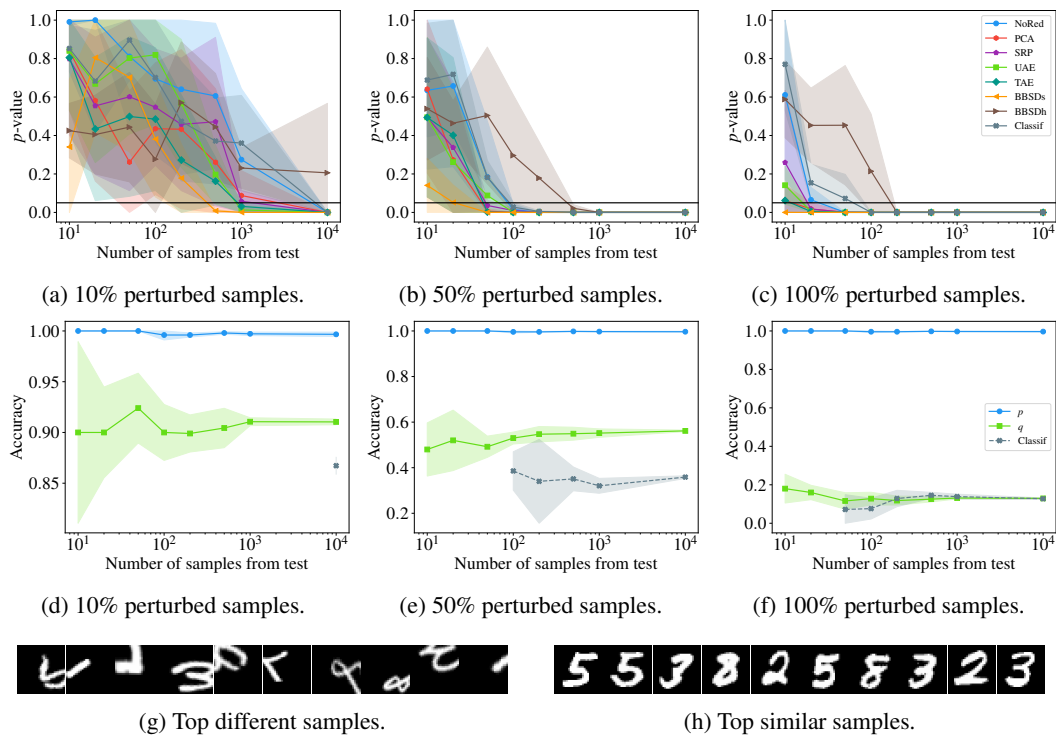 1.0
0.8
0.6
0.4
0.2
0.0
p-value
10¹ 10² 10³ 10⁴
Number of samples from test
1.0
0.8
0.6
0.4
0.2
0.0
p-value
10¹ 10² 10³ 10⁴
Number of samples from test
1.0
0.8
0.6
0.4
0.2
0.0
p-value
10¹ 10² 10³ 10⁴
Number of samples from test
NoRed
PCA
SRP
UAE
TAE
BBSDs
BBSDh
Classif
(a) 10% perturbed samples.
(b) 50% perturbed samples.
(c) 100% perturbed samples.
1.00
0.95
0.90
0.85
Accuracy
10¹ 10² 10³ 10⁴
Number of samples from test
1.0
0.8
0.6
0.4
0.2
Accuracy
10¹ 10² 10³ 10⁴
Number of samples from test
1.0
0.8
0.6
0.4
0.2
0.0
Accuracy
10¹ 10² 10³ 10⁴
Number of samples from test
p
q
Classif
(d) 10% perturbed samples.
(e) 50% perturbed samples.
(f) 100% perturbed samples.
5 5 3 8 2 5 8 3 2 3
(g) Top different samples.
(h) Top similar samples.